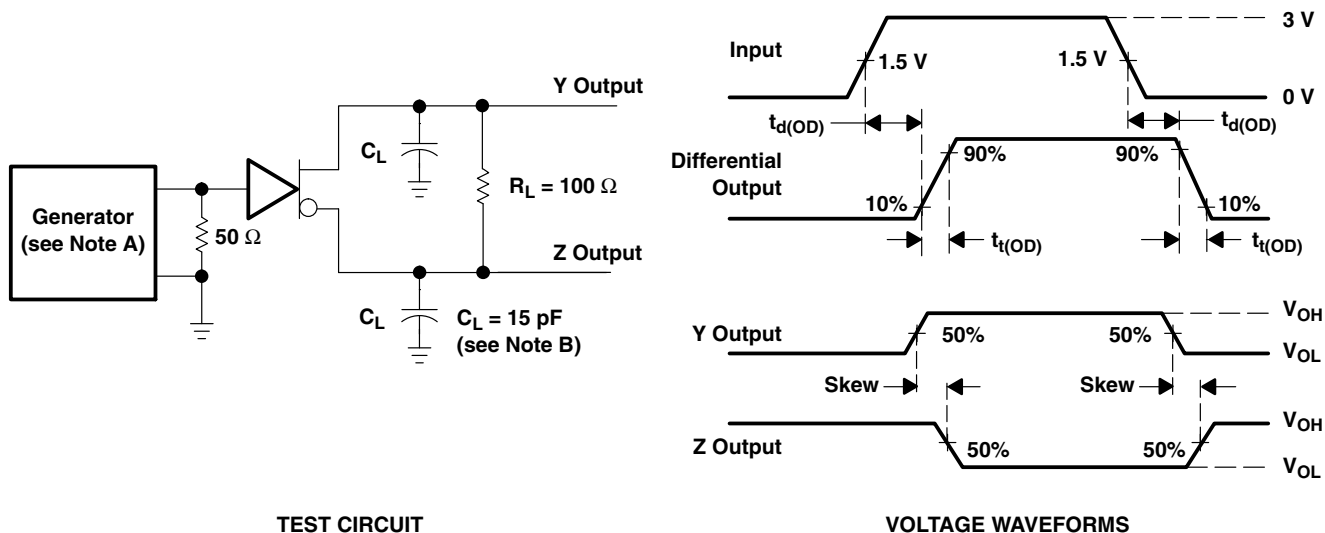 Y Output
C_L
R_L = 100 Ω
Generator
(see Note A)
50 Ω
Z Output
C_L
C_L = 15 pF
(see Note B)
TEST CIRCUIT
3 V
Input
1.5 V
1.5 V
0 V
t_d(OD)
t_d(OD)
Differential
Output
90%
90%
10%
10%
t_t(OD)
t_t(OD)
V_OH
Y Output
50%
50%
V_OL
Skew
Skew
V_OH
Z Output
50%
50%
V_OL
VOLTAGE WAVEFORMS